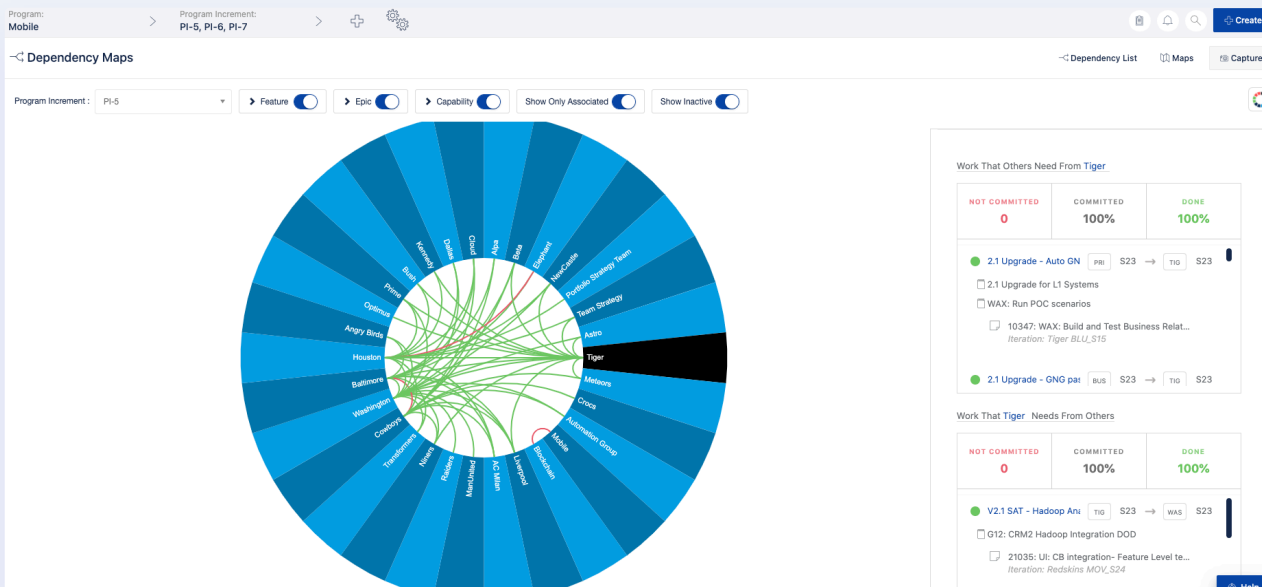 Program:
Mobile
Program Increment:
PI-5, PI-6, PI-7
Create
Dependency Maps
Dependency List
Maps
Capture
Program Increment :
PI-5
Feature
Epic
Capability
Show Only Associated
Show Inactive
Kennedy
Dallas
Cloud
Alpa
Beta
Elephant
NewCastle
Portfolio Strategy Team
Team Strategy
Astro
Tiger
Meteors
Crocs
Automation Group
Mobile
Blockchain
Liverpool
AC Milan
ManUnited
Raiders
Niners
Transformers
Cowboys
Washington
Baltimore
Houston
Angry Birds
Optimus
Prime
Bush
Work That Others Need From Tiger
NOT COMMITTED
0
COMMITTED
100%
DONE
100%
2.1 Upgrade - Auto GN PRI S23 → TIG S23
2.1 Upgrade for L1 Systems
WAX: Run POC scenarios
10347: WAX: Build and Test Business Relat...
Iteration: Tiger BLU_S15
2.1 Upgrade - GNG pas BUS S23 → TIG S23
Work That Tiger Needs From Others
NOT COMMITTED
0
COMMITTED
100%
DONE
100%
V2.1 SAT - Hadoop Ana TIG S23 → WAS S23
G12: CRM2 Hadoop Integration DOD
21035: UI: CB integration- Feature Level te...
Iteration: Redskins MOV_S24
Help